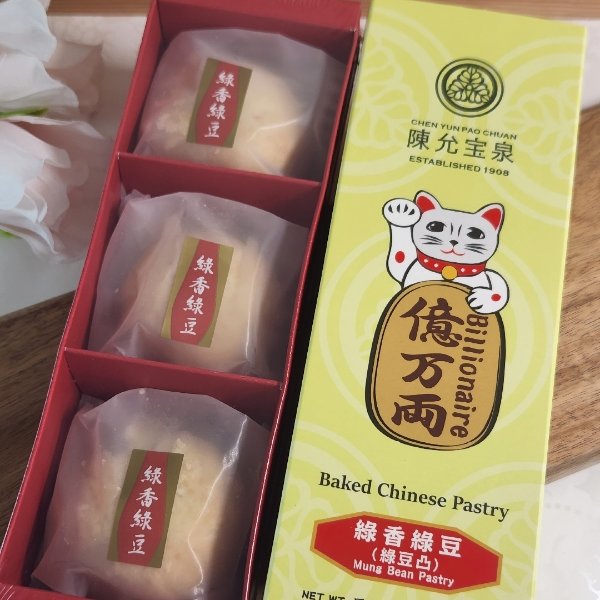 綠香綠豆
綠香綠豆
綠香綠豆
CHEN YUN PAO CHUAN
陳允宝泉
ESTABLISHED 1908
億万両
Billionaire
Baked Chinese Pastry
綠香綠豆
(綠豆凸)
Mung Bean Pastry
NET WT.